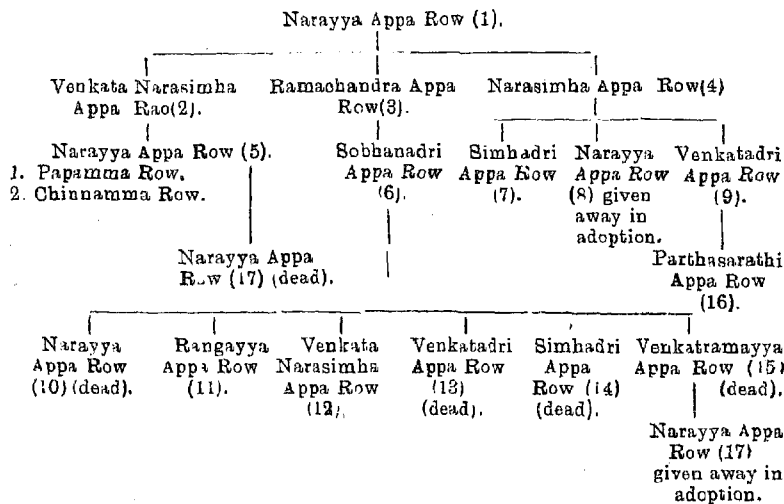 Narayya Appa Row (1).
Venkata Narasimha Ramachandra Appa Narasimha Appa Row(4)
Appa Rao(2). Row(3).
Narayya Appa Row (5). Sobhanadri Simhadri Narayya Venkatadri
1. Papamma Row. Appa Row Appa Row Appa Row Appa Row
2. Chinnamma Row. (6). (7). (8) given (9).
away in
adoption.
Narayya Appa Parthasarathi
Row (17) (dead). Appa Row
(16).
Narayya Rangayya Venkata Venkatadri Simhadri Venkatramayya
Appa Row Appa Row Narasimha Appa Row Appa Appa Row (15)
(10) (dead). (11). Appa Row (13) Row (14) (dead).
(12). (dead). (dead).
Narayya Appa
Row (17)
given away in
adoption.